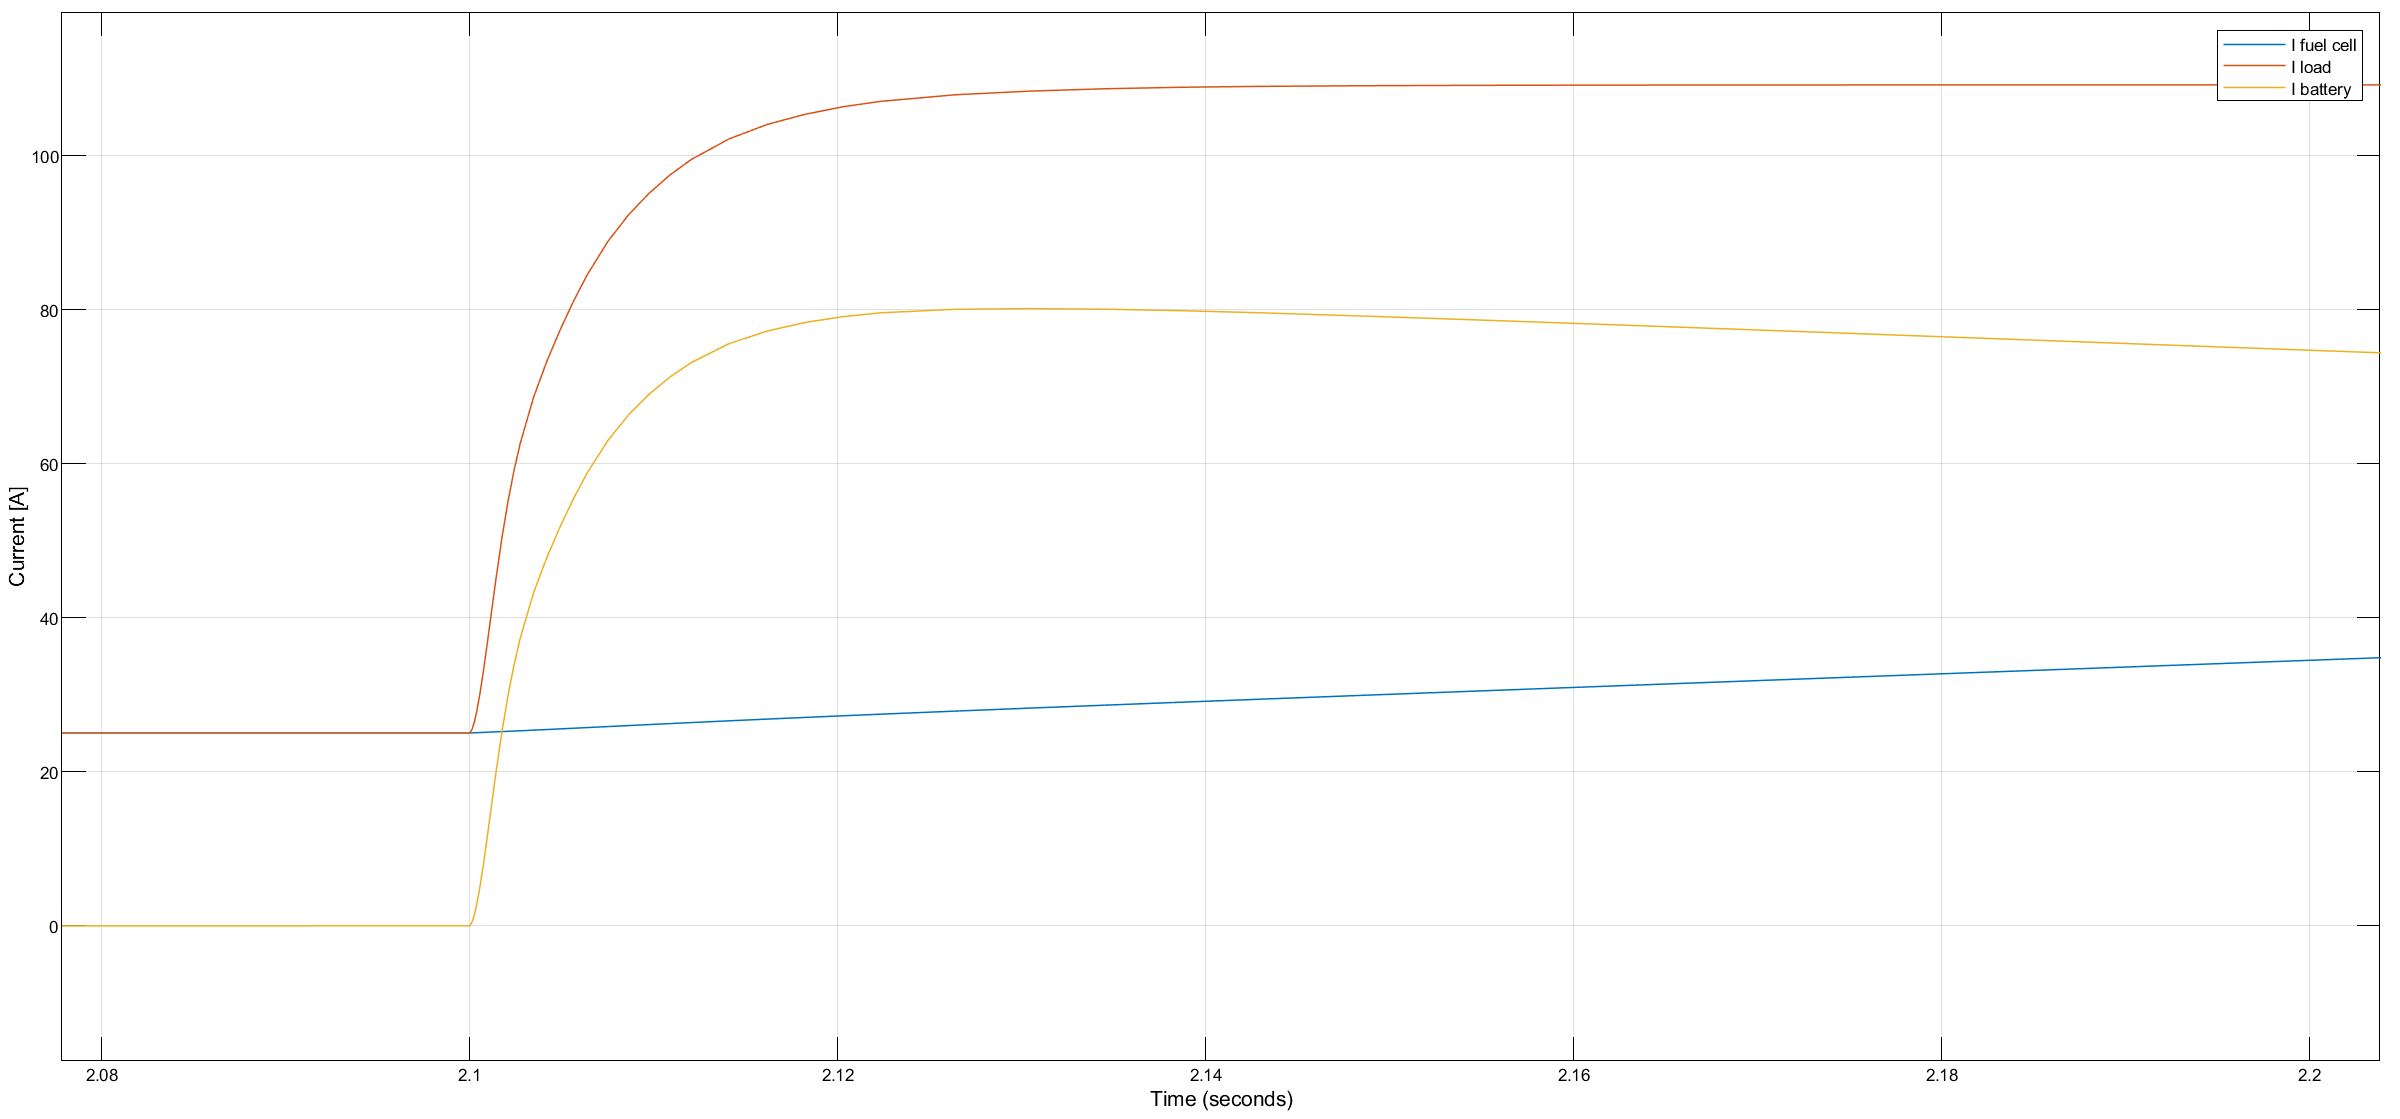 I fuel cell
I load
I battery
100
80
60
40
20
0
Current [A]
2.08 2.1 2.12 2.14 2.16 2.18 2.2
Time (seconds)